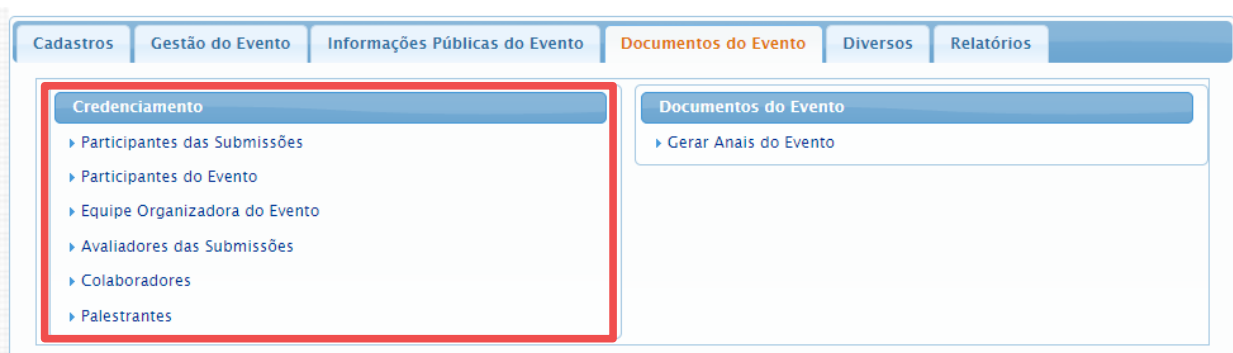 Cadastros Gestão do Evento Informações Públicas do Evento Documentos do Evento Diversos Relatórios
Credenciamento
Participantes das Submissões
Participantes do Evento
Equipe Organizadora do Evento
Avaliadores das Submissões
Colaboradores
Palestrantes
Documentos do Evento
Gerar Anais do Evento